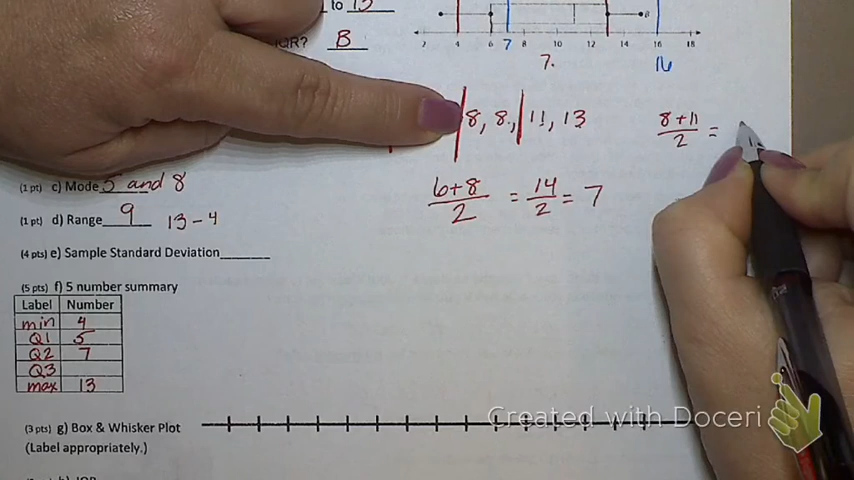 to 13
IQR? B
7 4 6 7 8 10 12 14 16 18
B
7. 16
8, 8, 11, 13
8 + 11 / 2 =
(1 pt) c) Mode 5 and 8
6+8 / 2 = 14 / 2 = 7
(1 pt) d) Range 9 13 - 4
(4 pts) e) Sample Standard Deviation
(5 pts) f) 5 number summary
Label Number
min 4
Q1 5
Q2 7
Q3
max 13
(3 pts) g) Box & Whisker Plot
(Label appropriately.)
Created with Doceri